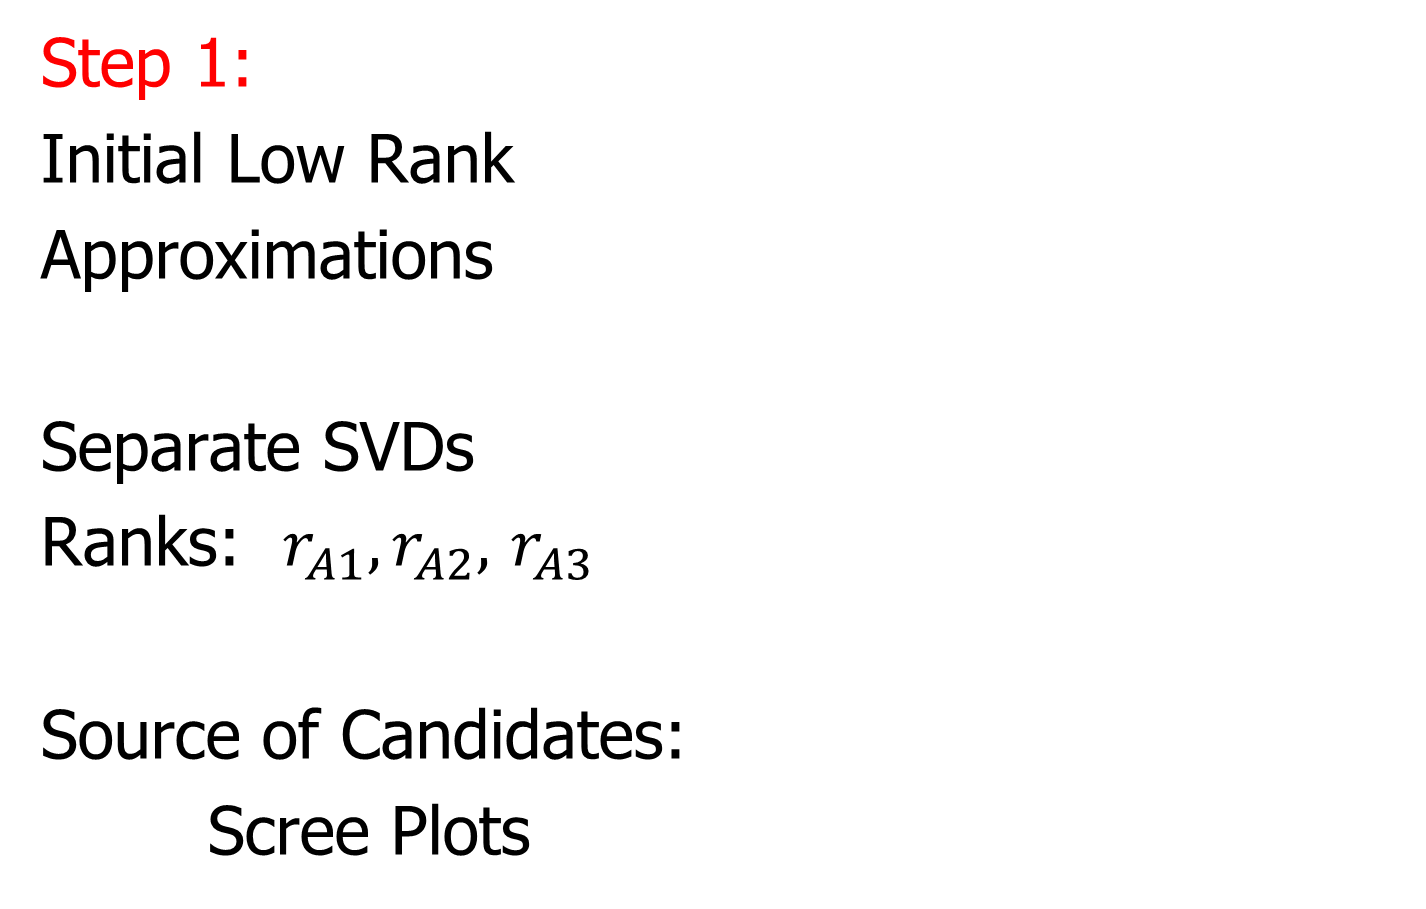 Step 1:
Initial Low Rank
Approximations
Separate SVDs
Ranks: r_{A1}, r_{A2}, r_{A3}
Source of Candidates:
Scree Plots